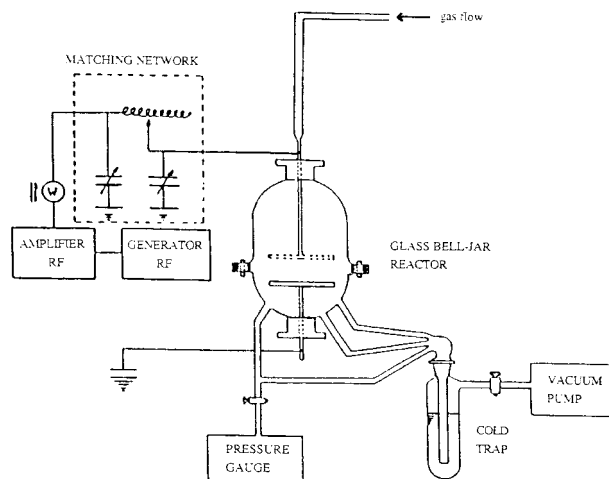 gas flow
MATCHING NETWORK
W
AMPLIFIER
RF
GENERATOR
RF
GLASS BELL-JAR
REACTOR
VACUUM
PUMP
COLD
TRAP
PRESSURE
GAUGE